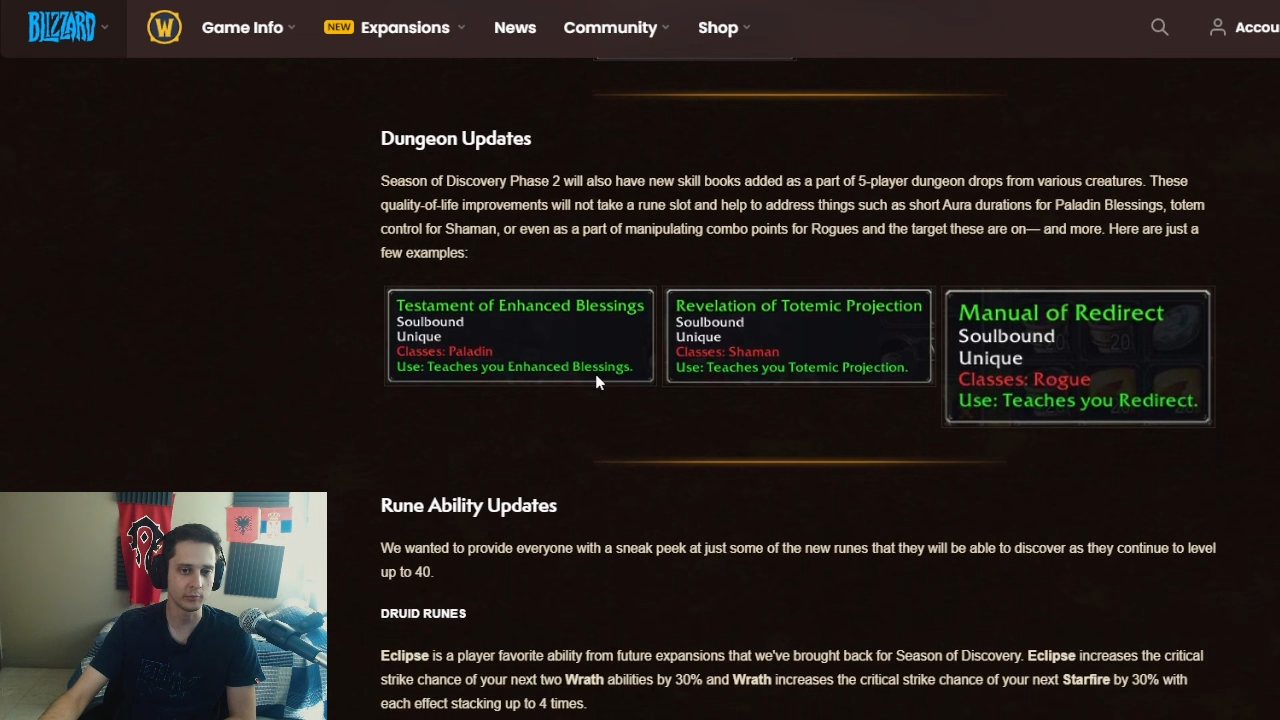 BLIZZARD
W
Game Info
NEW Expansions
News
Community
Shop
Accou
Dungeon Updates
Season of Discovery Phase 2 will also have new skill books added as a part of 5-player dungeon drops from various creatures. These
quality-of-life improvements will not take a rune slot and help to address things such as short Aura durations for Paladin Blessings, totem
control for Shaman, or even as a part of manipulating combo points for Rogues and the target these are on— and more. Here are just a
few examples:
Testament of Enhanced Blessings
Soulbound
Unique
Classes: Paladin
Use: Teaches you Enhanced Blessings.
Revelation of Totemic Projection
Soulbound
Unique
Classes: Shaman
Use: Teaches you Totemic Projection.
Manual of Redirect
Soulbound
Unique
Classes: Rogue
Use: Teaches you Redirect.
Rune Ability Updates
We wanted to provide everyone with a sneak peek at just some of the new runes that they will be able to discover as they continue to level
up to 40.
DRUID RUNES
Eclipse is a player favorite ability from future expansions that we've brought back for Season of Discovery. Eclipse increases the critical
strike chance of your next two Wrath abilities by 30% and Wrath increases the critical strike chance of your next Starfire by 30% with
each effect stacking up to 4 times.